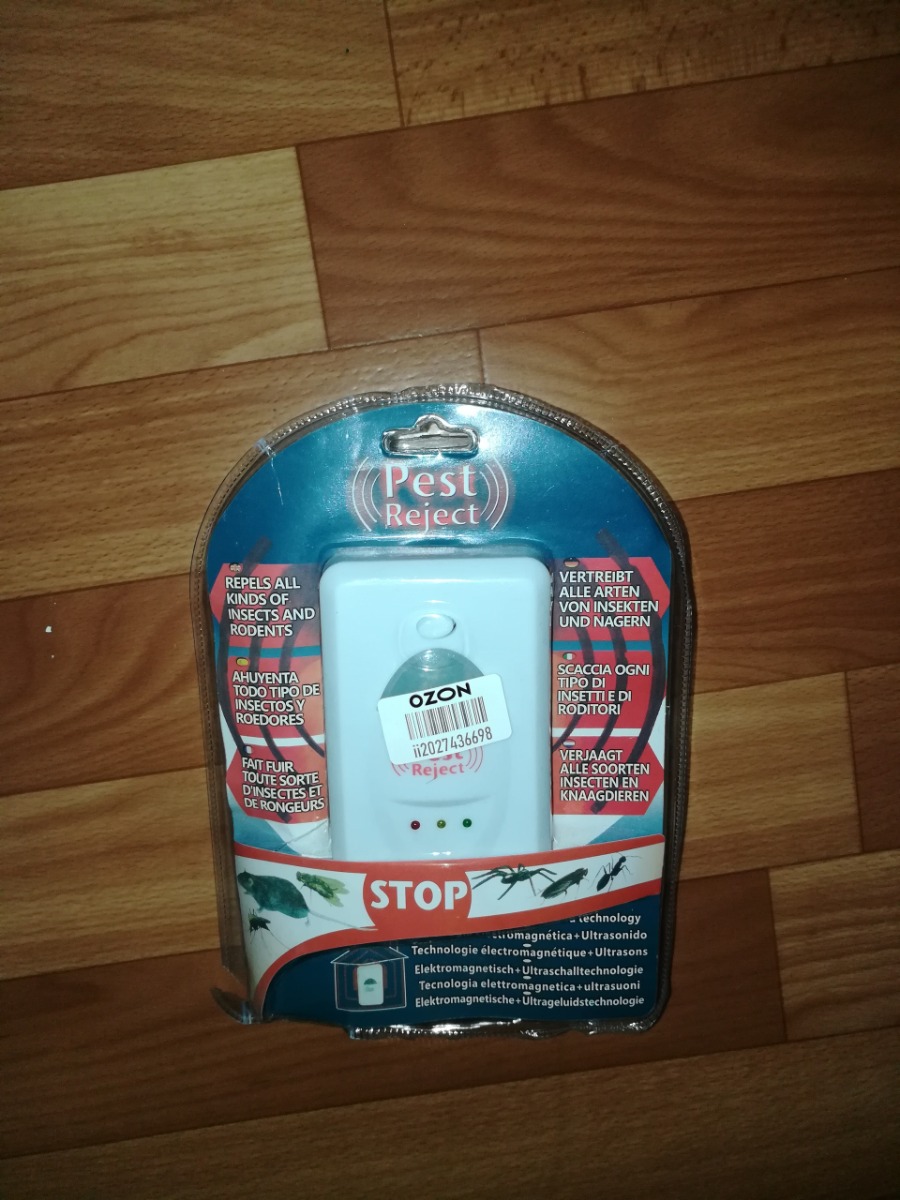 Pest
Reject
REPELS ALL
KINDS OF
INSECTS AND
RODENTS
AHUYENTA
TODO TIPO DE
INSECTOS Y
ROEDORES
FAIT FUIR
TOUTE SORTE
D'INSECTES ET
DE RONGEURS
OZON
ii2027436698
Reject
VERTREIBT
ALLE ARTEN
VON INSEKTEN
UND NAGERN
SCACCIA OGNI
TIPO DI
INSETTI E DI
RODITORI
VERJAAGT
ALLE SOORTEN
INSECTEN EN
KNAAGDIEREN
STOP
technology
+Ultrasonido
Technologie électromagnétique+Ultrasons
Elektromagnetisch+Ultraschalltechnologie
Tecnologia elettromagnetica+ultrasuoni
Elektromagnetische+Ultrageluidstechnologie